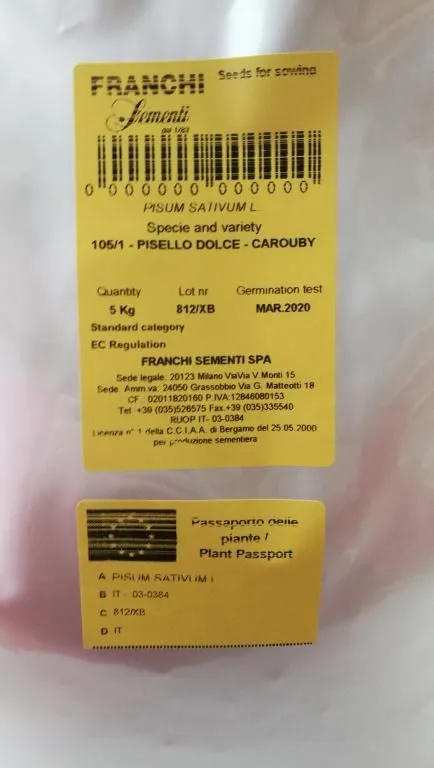 FRANCHI
Seeds for sowing
Sementi
dal 1783
0 000000 000000
PISUM SATIVUM L.
Specie and variety
105/1 - PISELLO DOLCE - CAROUBY
Quantity Lot nr Germination test
5 Kg 812/XB MAR.2020
Standard category
EC Regulation
FRANCHI SEMENTI SPA
Sede legale: 20123 Milano ViaVia V.Monti 15
Sede Amm.va: 24050 Grassobbio Via G. Matteotti 18
CF.: 02011820160 P.IVA:12846080153
Tel. +39 (035)526575 Fax.+39 (035)335540
RUOP IT- 03-0384
Licenza n° 1 della C.C.I.A.A. di Bergamo del 25.05.2000
per produzione sementiera
Passaporto delle
piante /
Plant Passport
A PISUM SATIVUM L
B IT - 03-0384
C 812/XB
D IT